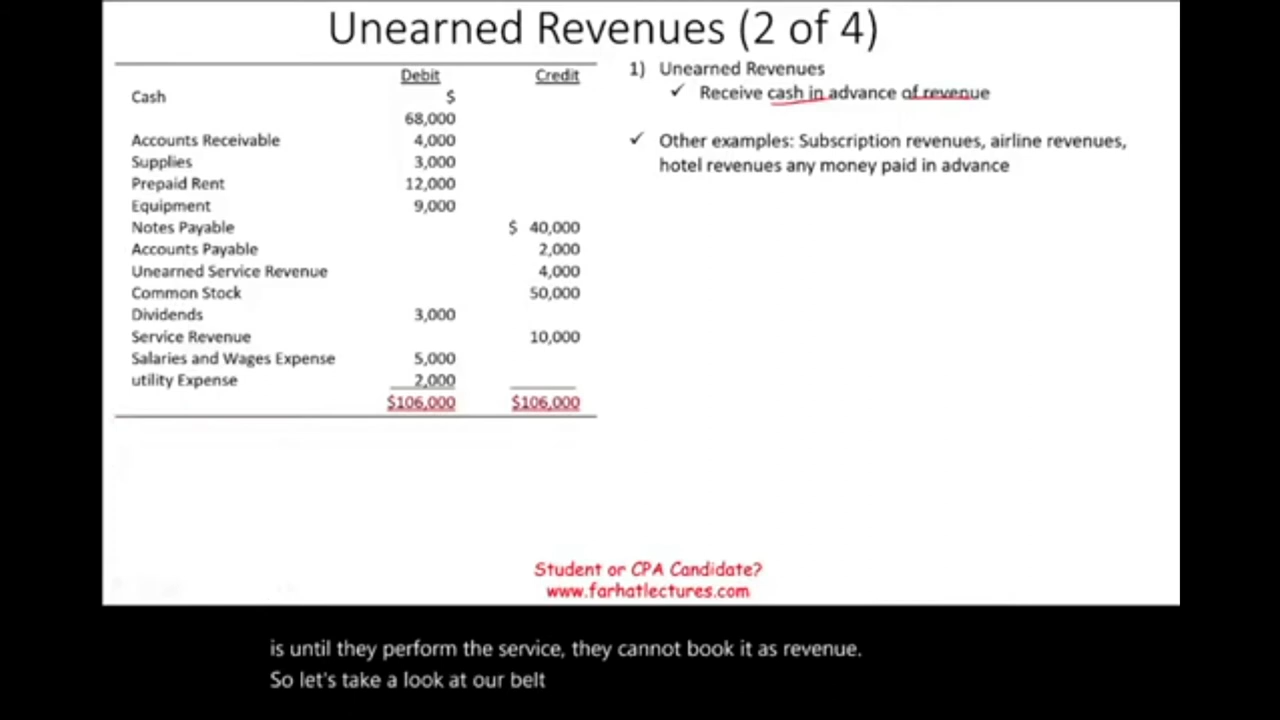 Unearned Revenues (2 of 4)
Debit Credit
Cash $
68,000
Accounts Receivable 4,000
Supplies 3,000
Prepaid Rent 12,000
Equipment 9,000
Notes Payable $ 40,000
Accounts Payable 2,000
Unearned Service Revenue 4,000
Common Stock 50,000
Dividends 3,000
Service Revenue 10,000
Salaries and Wages Expense 5,000
utility Expense 2,000
$106,000 $106,000
1) Unearned Revenues
✓ Receive cash in advance of revenue
✓ Other examples: Subscription revenues, airline revenues,
hotel revenues any money paid in advance
Student or CPA Candidate?
www.farhatlectures.com
is until they perform the service, they cannot book it as revenue.
So let's take a look at our belt